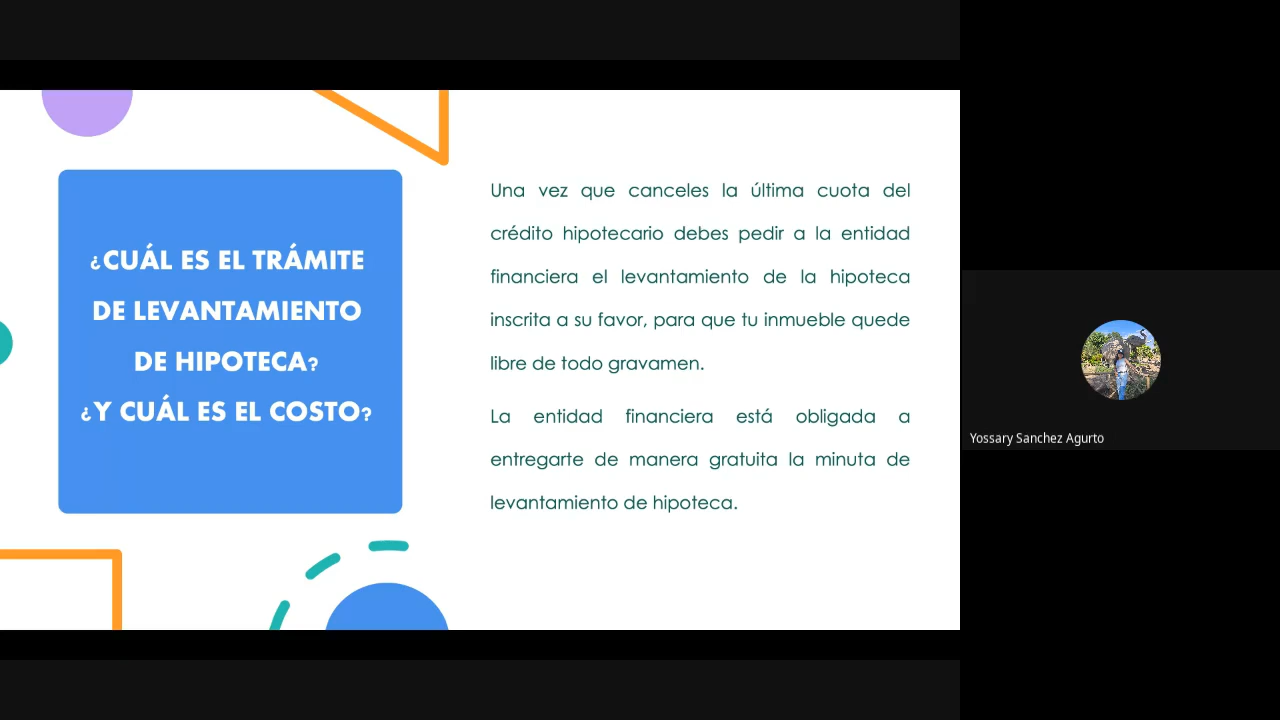 ¿CUÁL ES EL TRÁMITE
DE LEVANTAMIENTO
DE HIPOTECA?
¿Y CUÁL ES EL COSTO?
Una vez que canceles la última cuota del
crédito hipotecario debes pedir a la entidad
financiera el levantamiento de la hipoteca
inscrita a su favor, para que tu inmueble quede
libre de todo gravamen.
La entidad financiera está obligada a
entregarte de manera gratuita la minuta de
levantamiento de hipoteca.
Yossary Sanchez Agurto